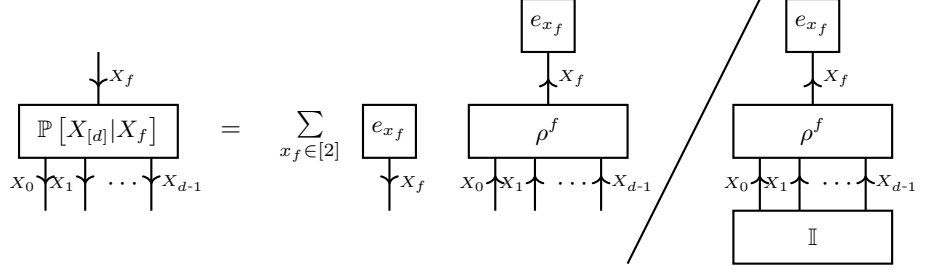 e_{x_f} e_{x_f}
X_f X_f X_f
ℙ [X_{[d]}|X_f] = ∑_{x_f∈[2]} e_{x_f} ρ^f ρ^f
X_0 X_1 ⋯ X_{d-1} X_f X_0 X_1 ⋯ X_{d-1} X_0 X_1 ⋯ X_{d-1}
𝕀